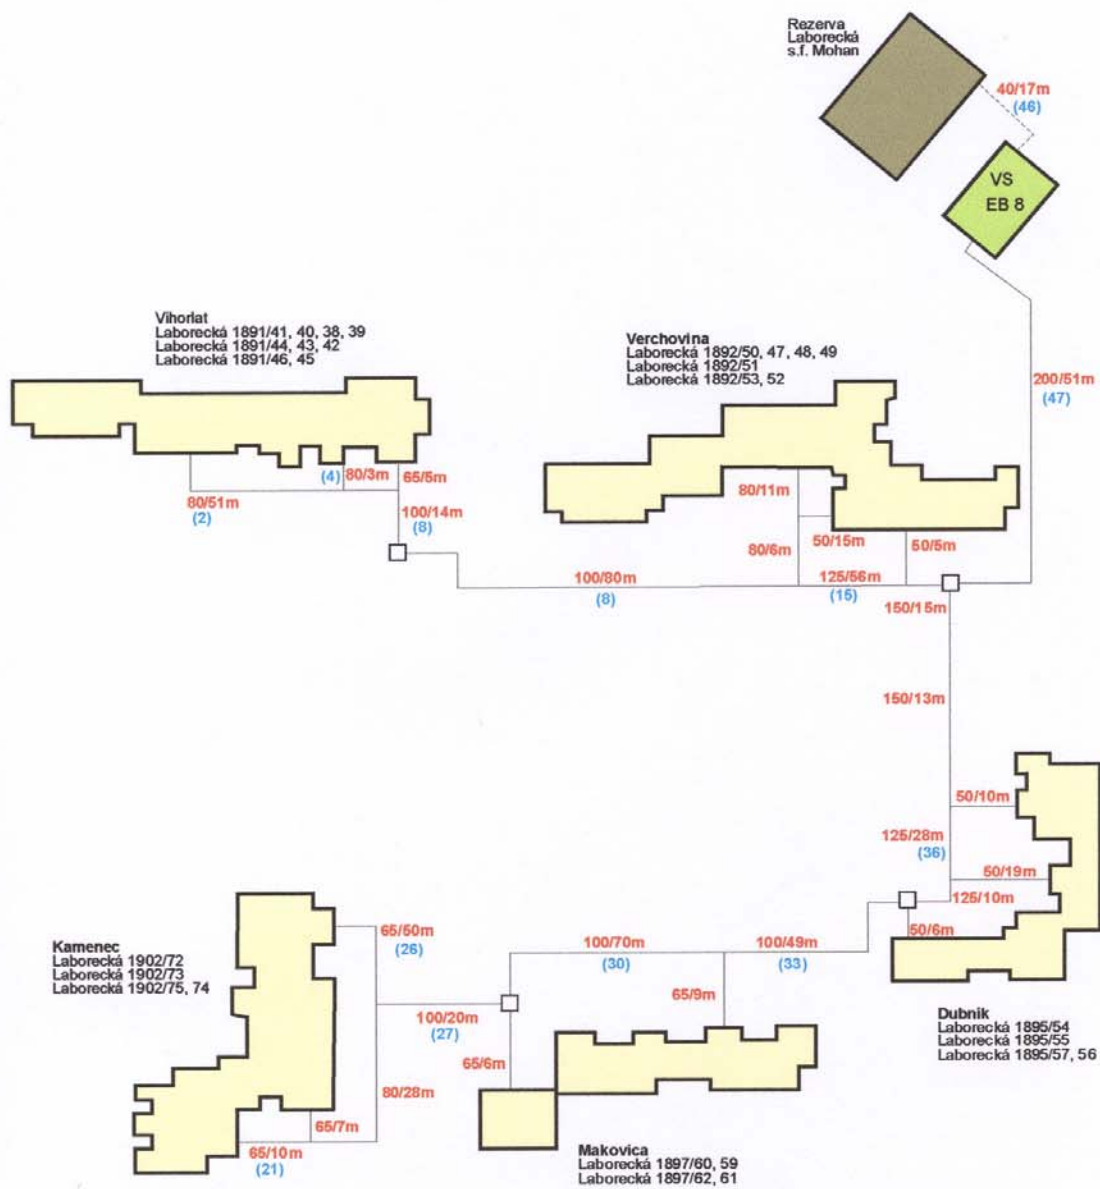 Rezerva
Laborecká
s.f. Mohan
40/17m
(46)
VS
EB 8
Vihorlat
Laborecká 1891/41, 40, 38, 39
Laborecká 1891/44, 43, 42
Laborecká 1891/46, 45
Verchovina
Laborecká 1892/50, 47, 48, 49
Laborecká 1892/51
Laborecká 1892/53, 52
200/51m
(47)
(4)
80/3m
65/5m
80/51m
(2)
100/14m
(8)
80/11m
50/15m
50/5m
80/6m
100/80m
(8)
125/56m
(15)
150/15m
150/13m
50/10m
125/28m
(36)
50/19m
125/10m
50/6m
Kamenec
Laborecká 1902/72
Laborecká 1902/73
Laborecká 1902/75, 74
65/50m
(26)
100/70m
(30)
100/49m
(33)
65/9m
100/20m
(27)
65/6m
80/28m
65/7m
65/10m
(21)
Dubnik
Laborecká 1895/54
Laborecká 1895/55
Laborecká 1895/57, 56
Makovica
Laborecká 1897/60, 59
Laborecká 1897/62, 61